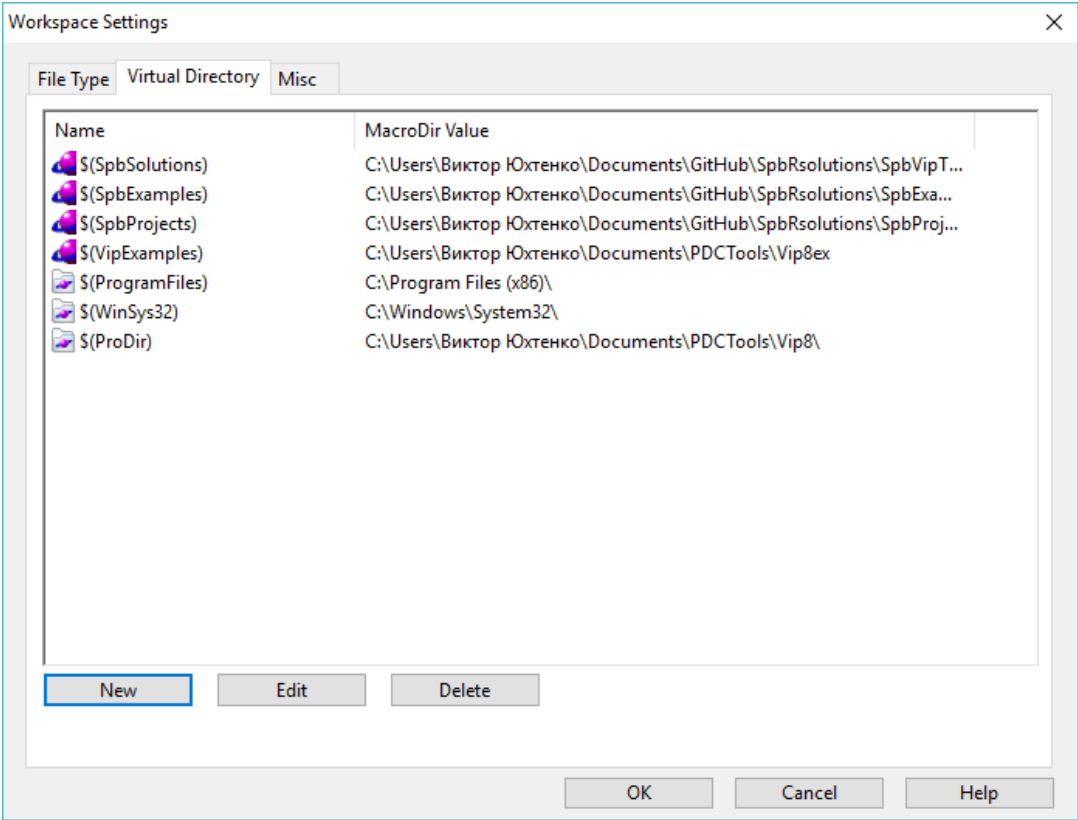 Workspace Settings
File Type Virtual Directory Misc
Name MacroDir Value
$(SpbSolutions) C:\Users\Виктор Юхтенко\Documents\GitHub\SpbRsolutions\SpbVipT...
$(SpbExamples) C:\Users\Виктор Юхтенко\Documents\GitHub\SpbRsolutions\SpbExa...
$(SpbProjects) C:\Users\Виктор Юхтенко\Documents\GitHub\SpbRsolutions\SpbProj...
$(VipExamples) C:\Users\Виктор Юхтенко\Documents\PDCTools\Vip8ex
$(ProgramFiles) C:\Program Files (x86)\
$(WinSys32) C:\Windows\System32\
$(ProDir) C:\Users\Виктор Юхтенко\Documents\PDCTools\Vip8\
New Edit Delete
OK Cancel Help